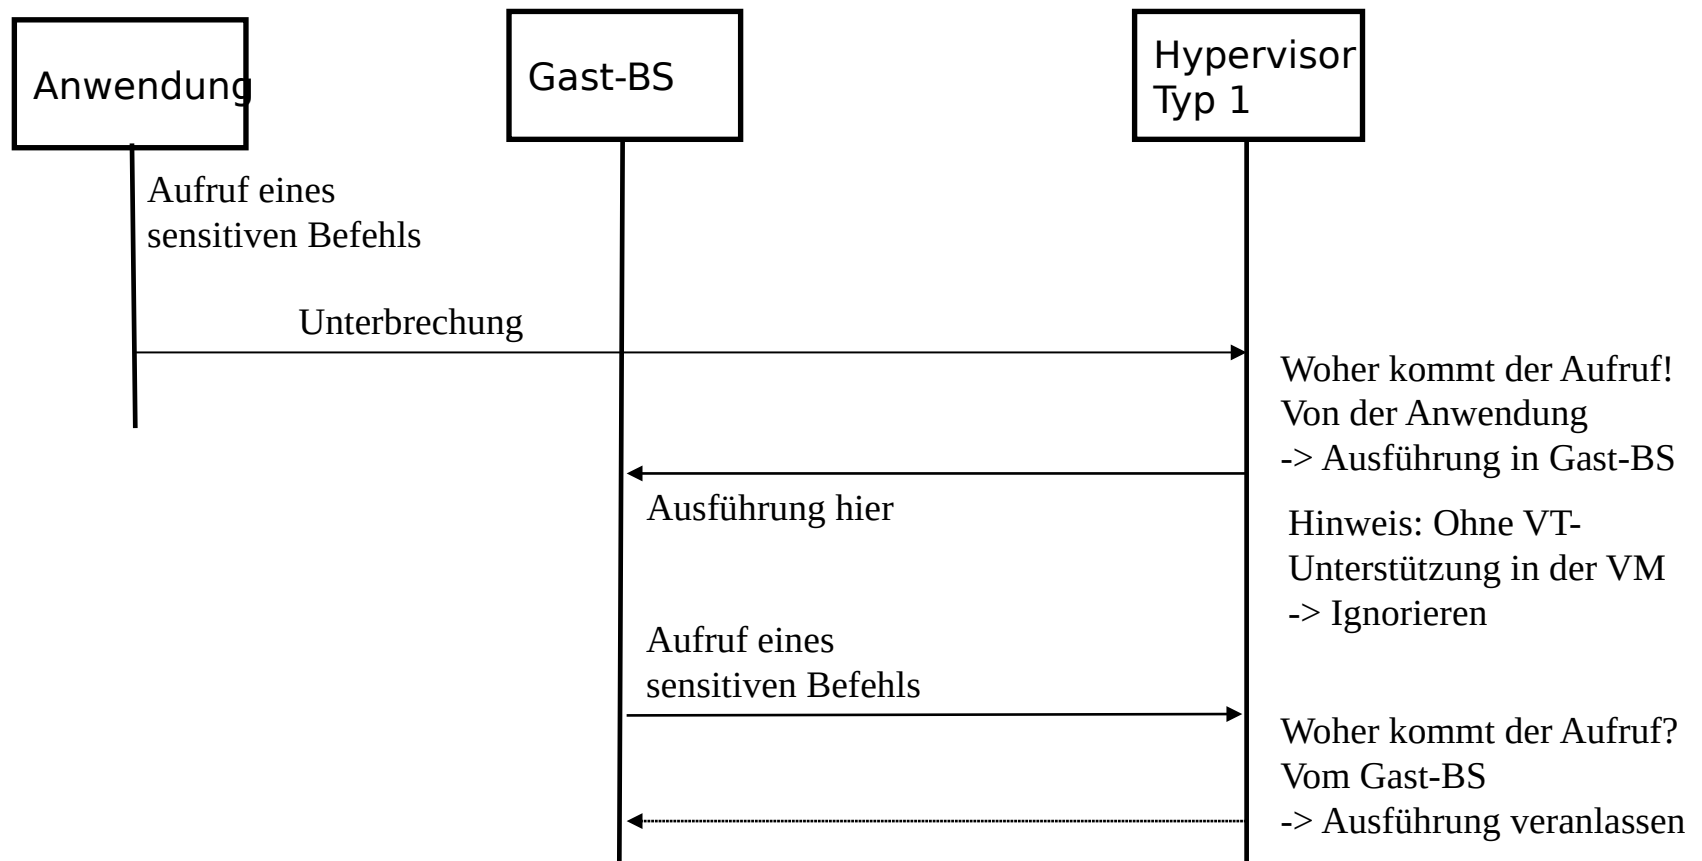 Anwendung
Gast-BS
Hypervisor
Typ 1
Aufruf eines
sensitiven Befehls
Unterbrechung
Woher kommt der Aufruf!
Von der Anwendung
-> Ausführung in Gast-BS
Ausführung hier
Hinweis: Ohne VT-
Unterstützung in der VM
-> Ignorieren
Aufruf eines
sensitiven Befehls
Woher kommt der Aufruf?
Vom Gast-BS
-> Ausführung veranlassen